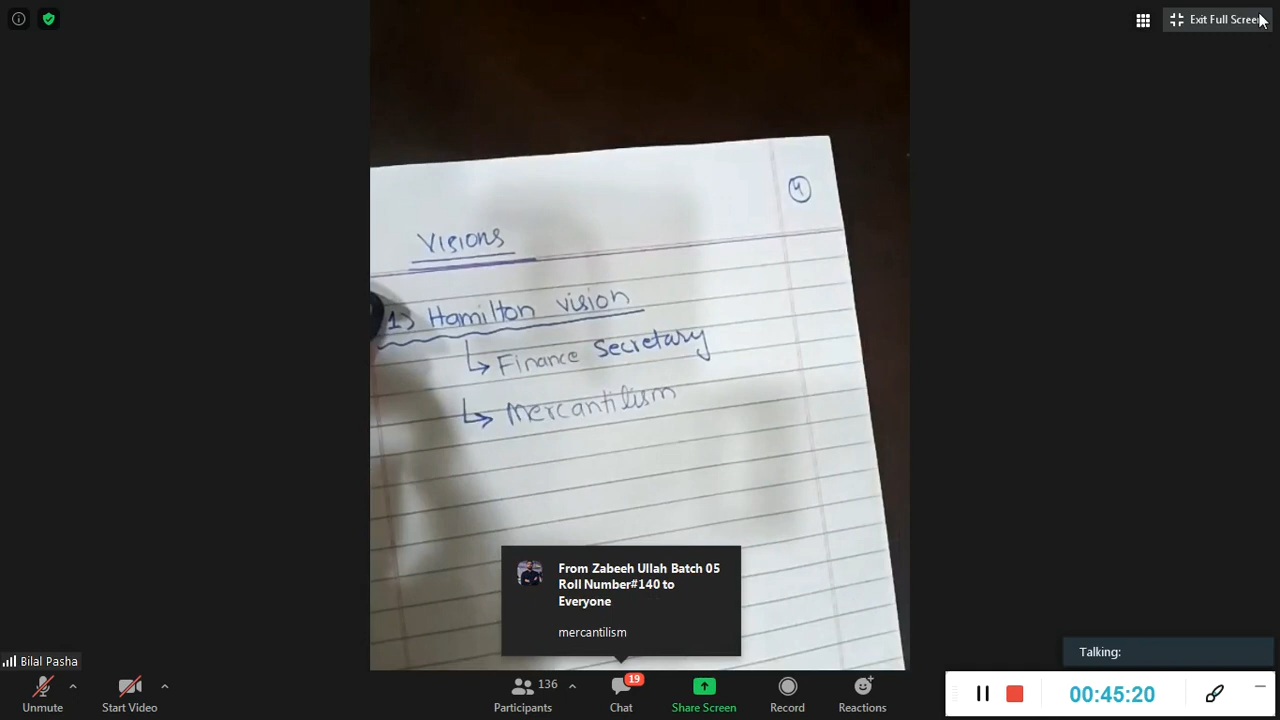 Exit Full Screen
4
Visions
1) Hamilton vision
Finance Secretary
Mercantilism
From Zabeeh Ullah Batch 05
Roll Number#140 to
Everyone
mercantilism
Bilal Pasha
Talking:
136
19
Unmute
Start Video
Participants
Chat
Share Screen
Record
Reactions
00:45:20